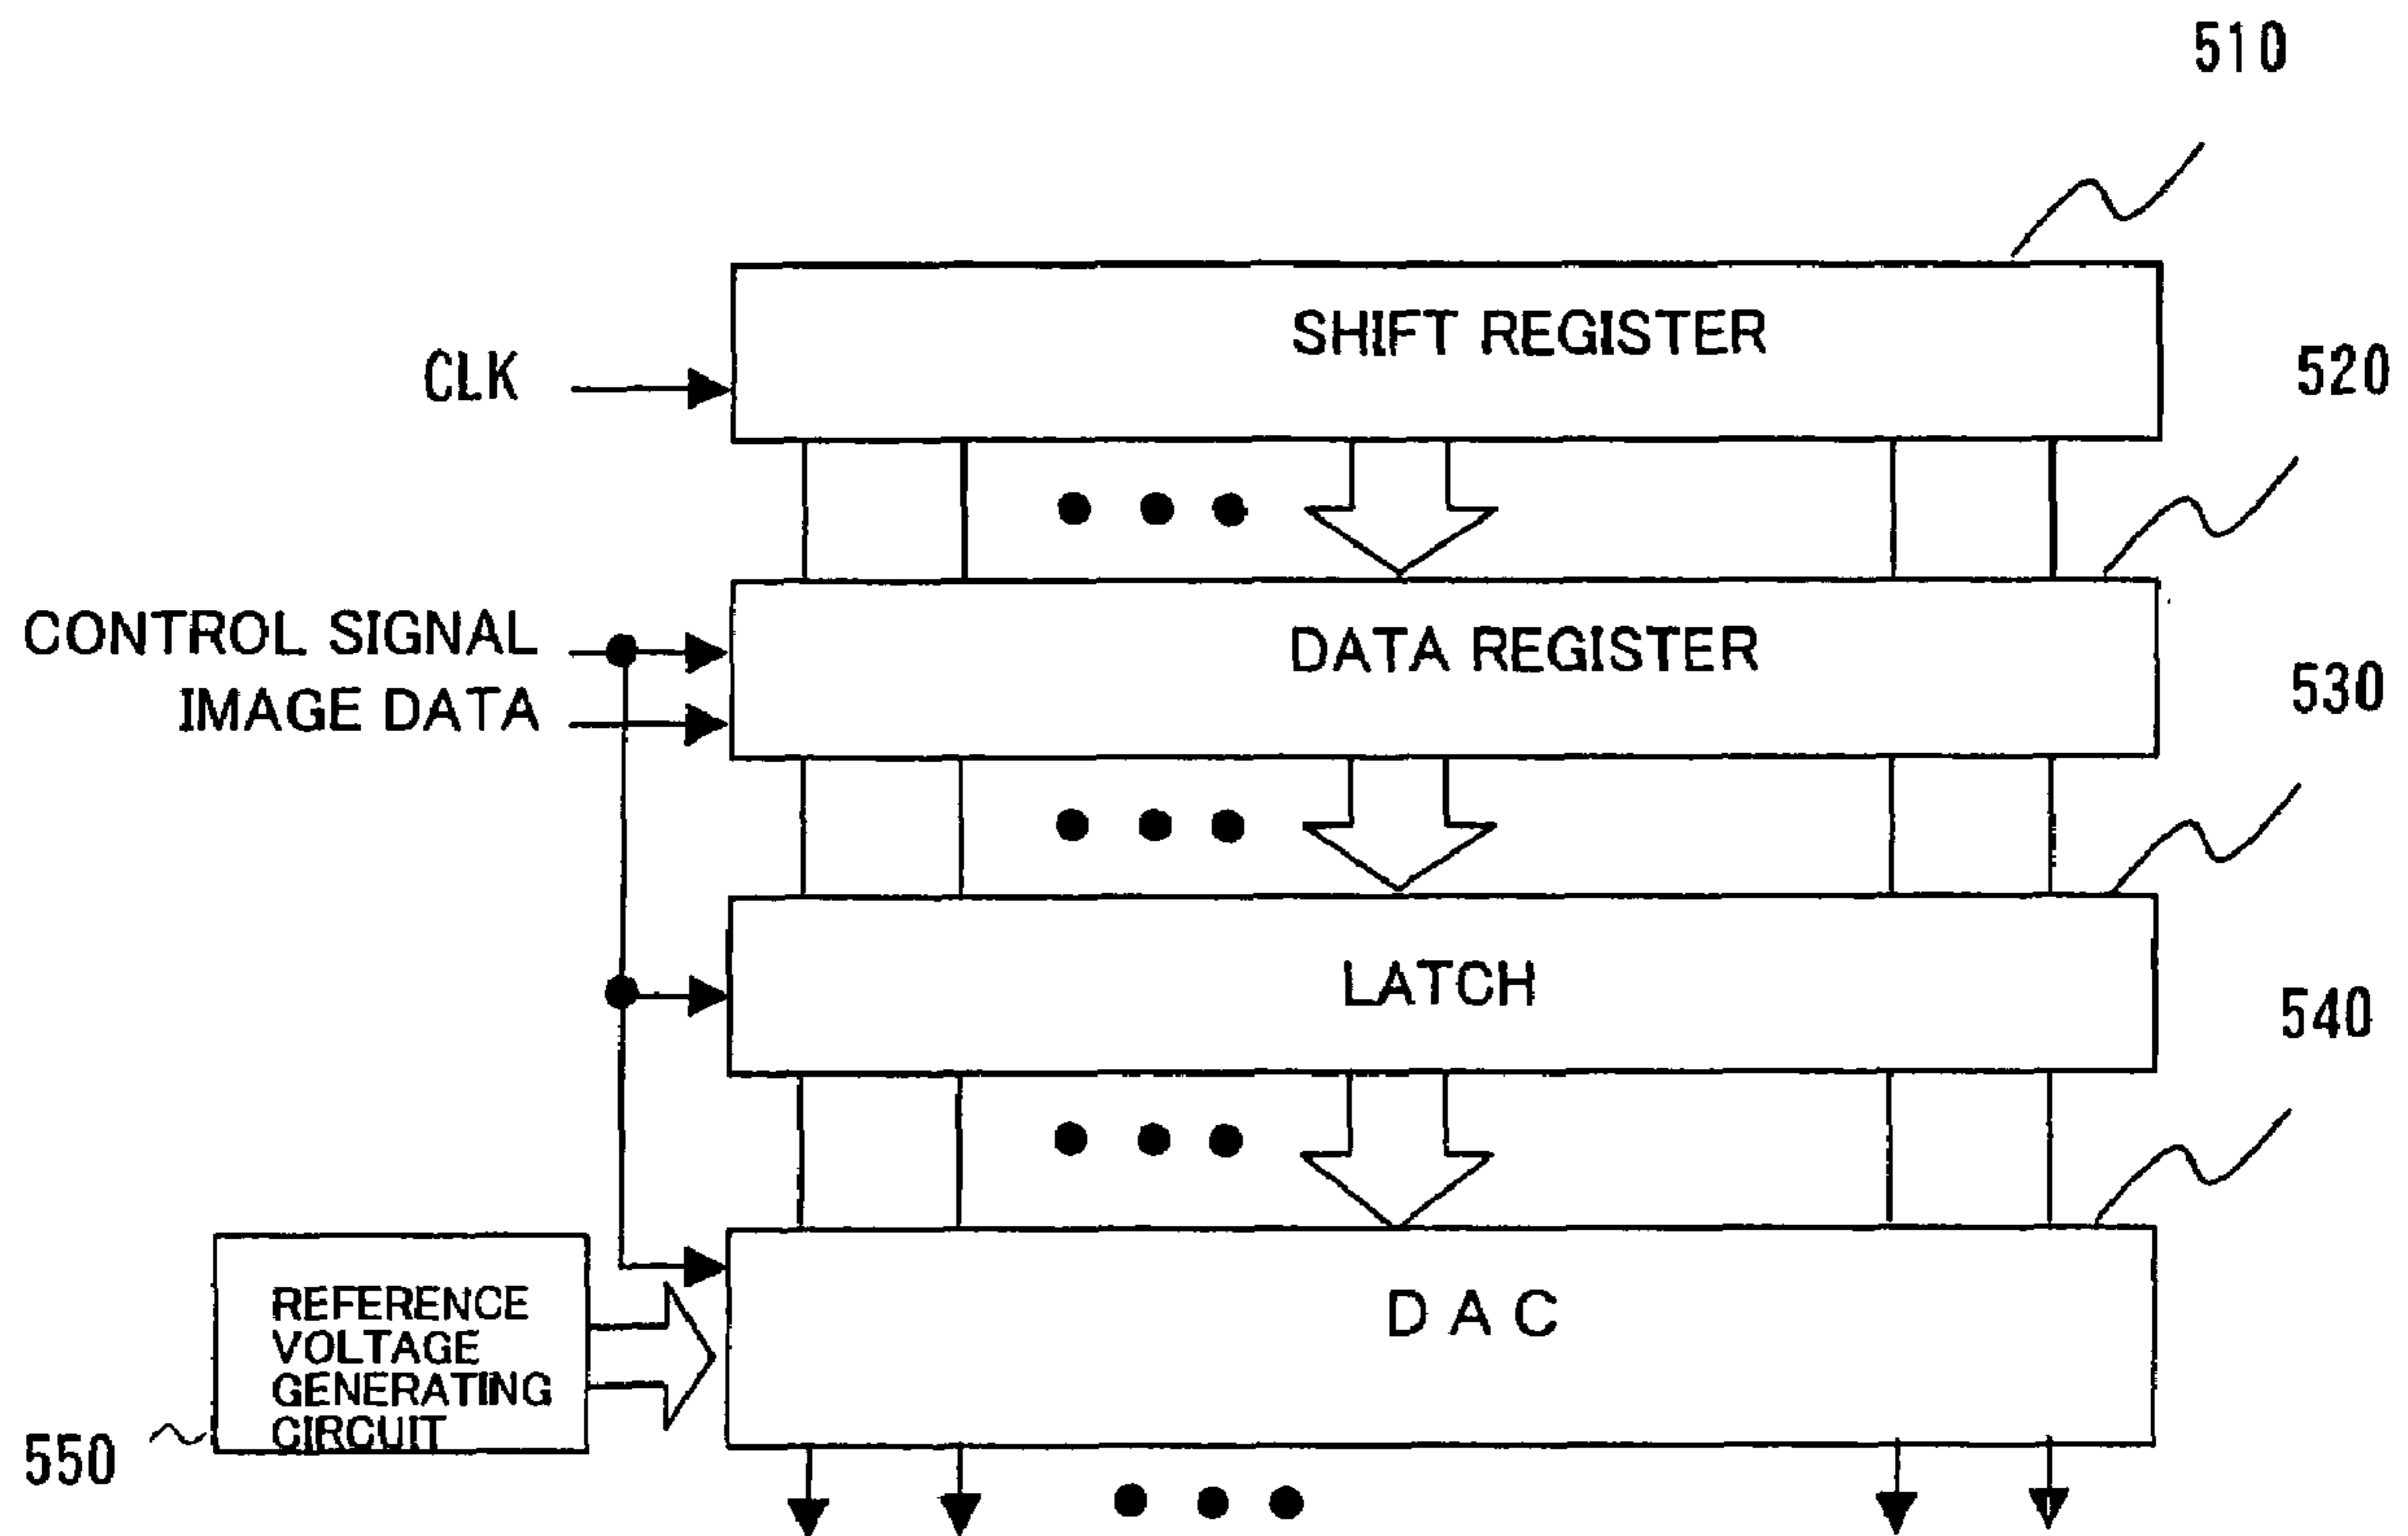 510
SHIFT REGISTER
CLK
520
CONTROL SIGNAL
DATA REGISTER
IMAGE DATA
530
LATCH
540
REFERENCE
VOLTAGE
GENERATING
CIRCUIT
D A C
550